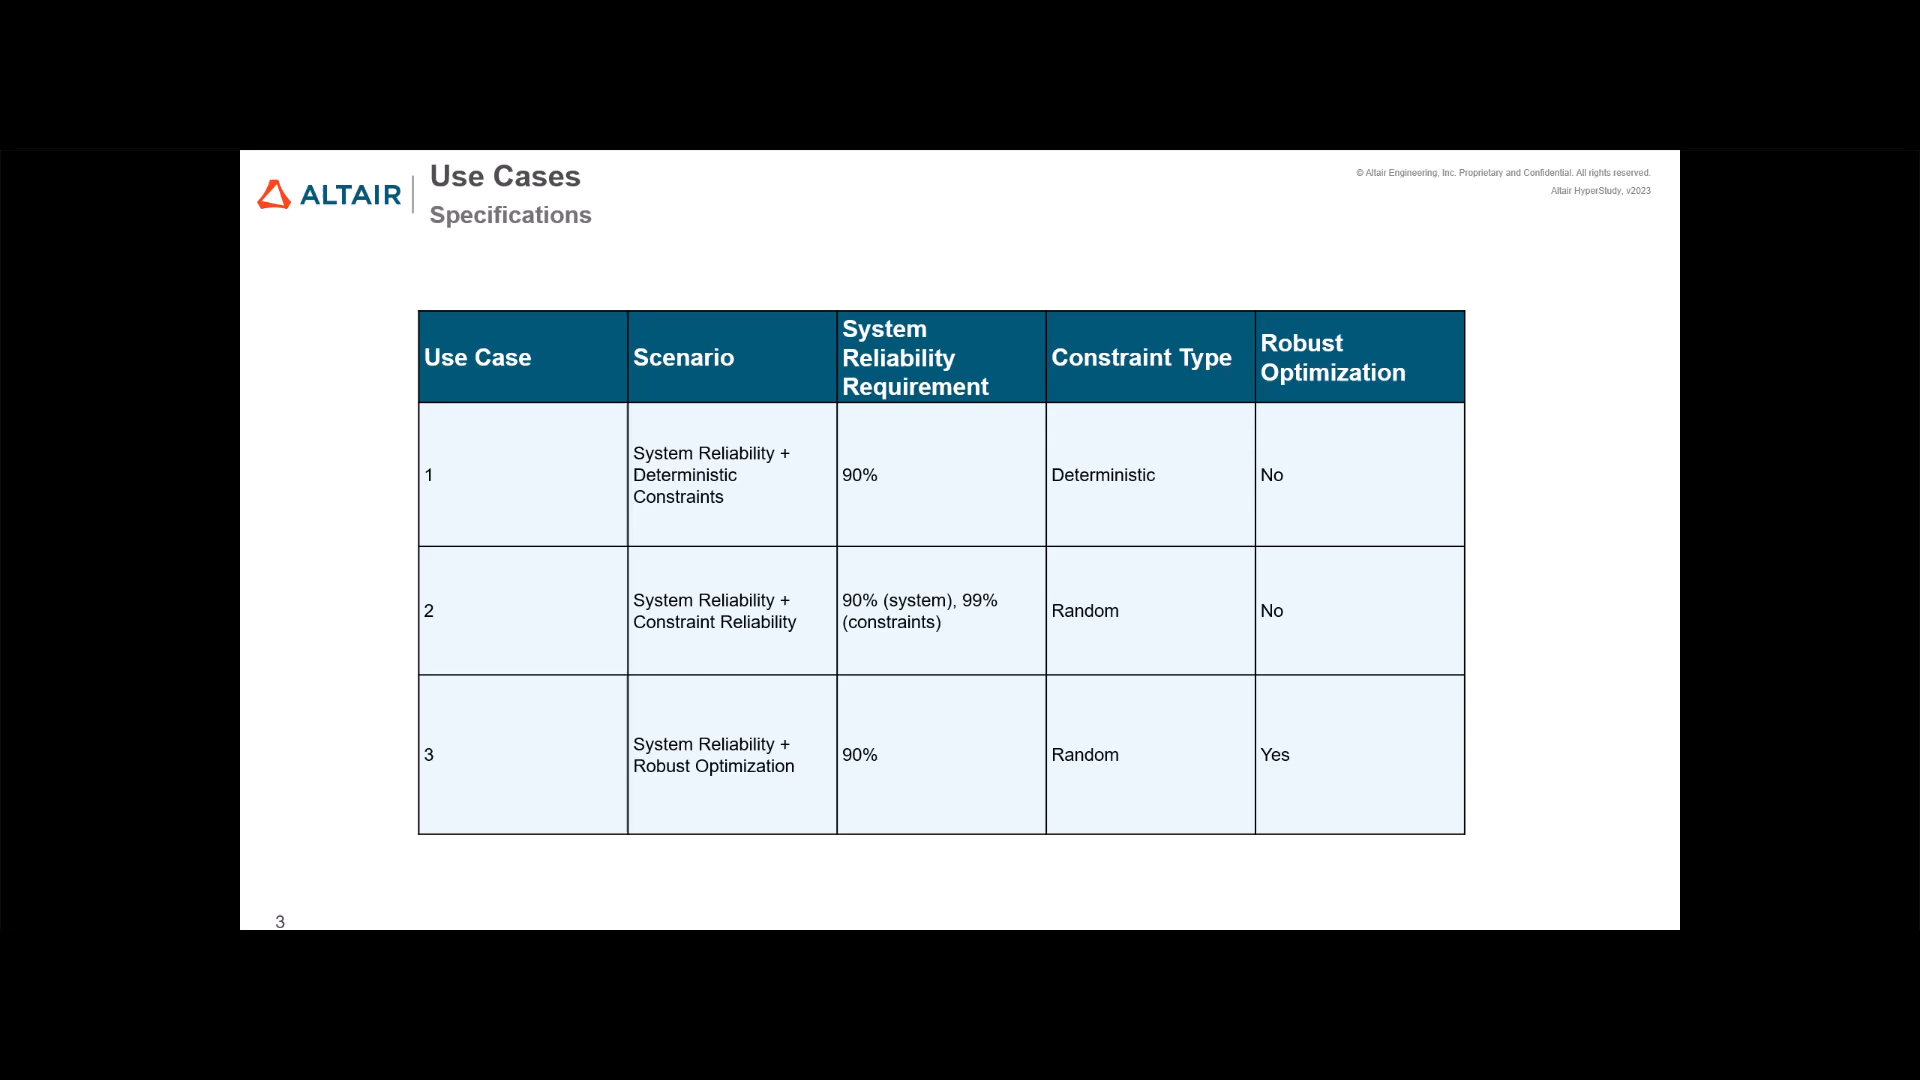 ALTAIR
Use Cases
Specifications
© Altair Engineering, Inc. Proprietary and Confidential. All rights reserved.
Altair HyperStudy, v2023
Use Case
Scenario
System
Reliability
Requirement
Constraint Type
Robust
Optimization
1
System Reliability +
Deterministic
Constraints
90%
Deterministic
No
2
System Reliability +
Constraint Reliability
90% (system), 99%
(constraints)
Random
No
3
System Reliability +
Robust Optimization
90%
Random
Yes
3